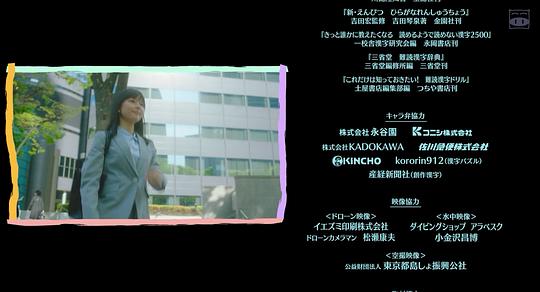 『新・えんぴつ ひらがなれんしゅうちょう』
吉田宏監修 吉田琴泉著 金園社刊
『きっと誰かに教えたくなる 読めるようで読めない漢字2500』
一校舎漢字研究会編 永岡書店刊
『三省堂 難読漢字辞典』
三省堂編修所編 三省堂刊
『これだけは知っておきたい! 難読漢字ドリル』
土屋書店編集部編 つちや書店刊
キャラ弁協力
株式会社 永谷園 コニシ株式会社
株式会社KADOKAWA 佐川急便株式会社
KINCHO kororin912(漢字パズル)
産経新聞社(創作漢字)
映像協力
<ドローン映像>
イエズミ印刷株式会社
ドローンカメラマン 松瀬康夫
<水中映像>
ダイビングショップ アラベスク
小金沢昌博
<空撮映像>
公益財団法人 東京都島しょ振興公社